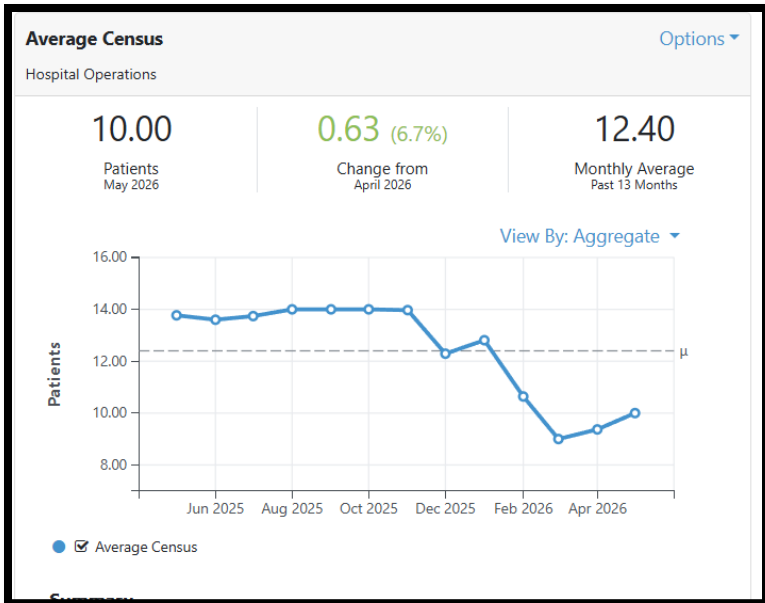 Average Census
Options
Hospital Operations
10.00
Patients
May 2026
0.63 (6.7%)
Change from
April 2026
12.40
Monthly Average
Past 13 Months
View By: Aggregate
16.00
14.00
12.00
10.00
8.00
Patients
μ
Jun 2025 Aug 2025 Oct 2025 Dec 2025 Feb 2026 Apr 2026
Average Census
Summary